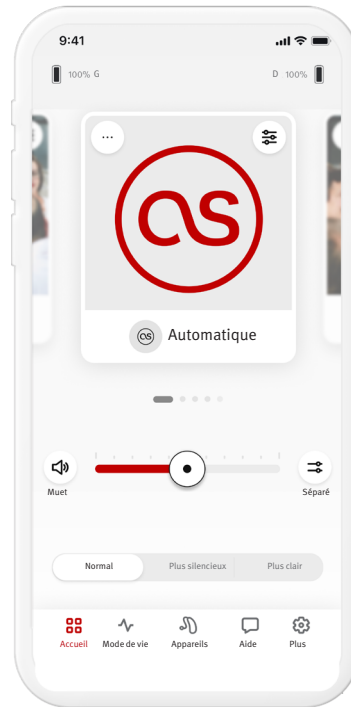 9:41
100% G
D 100%
Automatique
Muet
Séparé
Normal
Plus silencieux
Plus clair
Accueil
Mode de vie
Appareils
Aide
Plus